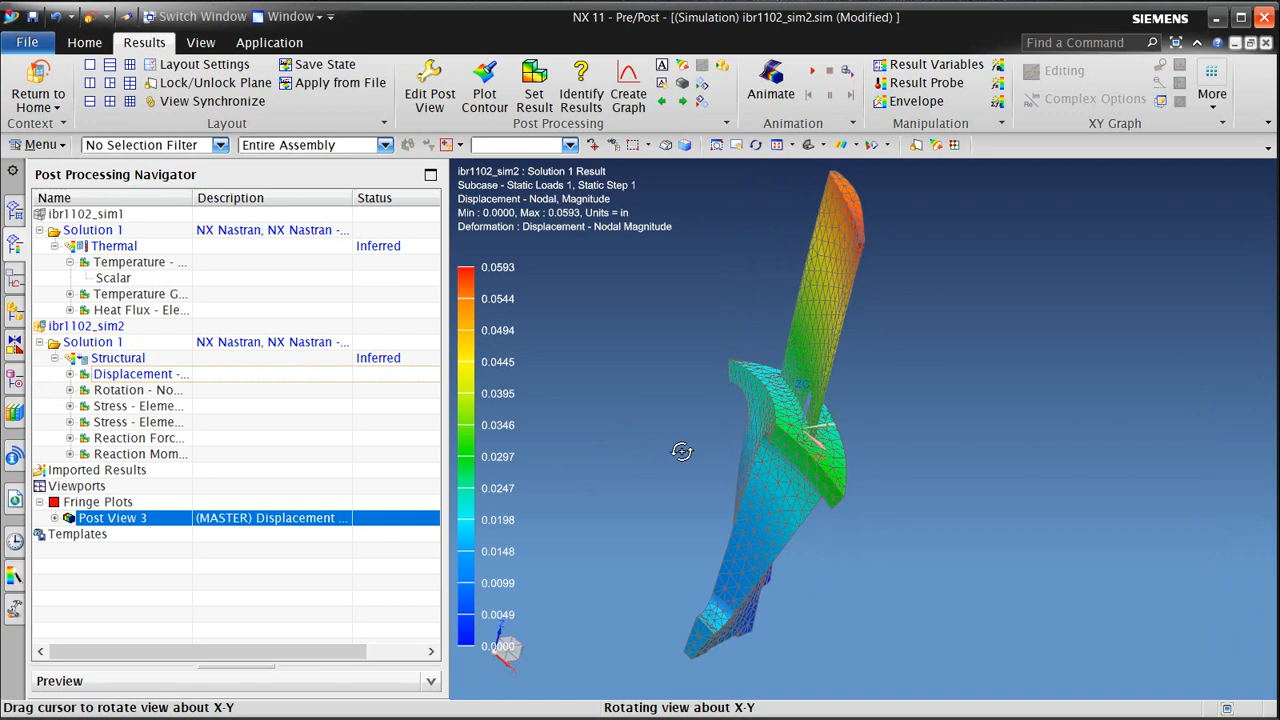 Switch Window Window NX 11 - Pre/Post - [(Simulation) ibr1102_sim2.sim (Modified) ] SIEMENS
File Home Results View Application Find a Command
Return to Home Context
Layout Settings Save State
Lock/Unlock Plane Apply from File
View Synchronize
Layout
Edit Post View Plot Contour Set Result Identify Results Create Graph
Post Processing
Animate
Animation
Result Variables
Result Probe
Envelope
Manipulation
Editing
Complex Options
XY Graph
More
Menu No Selection Filter Entire Assembly
Post Processing Navigator
Name Description Status
ibr1102_sim1
Solution 1 NX Nastran, NX Nastran -...
Thermal Inferred
Temperature - ...
Scalar
Temperature G...
Heat Flux - Ele...
ibr1102_sim2
Solution 1 NX Nastran, NX Nastran -...
Structural Inferred
Displacement -...
Rotation - No...
Stress - Eleme...
Stress - Eleme...
Reaction Forc...
Reaction Mom...
Imported Results
Viewports
Fringe Plots
Post View 3 (MASTER) Displacement ...
Templates
Preview
ibr1102_sim2 : Solution 1 Result
Subcase - Static Loads 1, Static Step 1
Displacement - Nodal, Magnitude
Min : 0.0000, Max : 0.0593, Units = in
Deformation : Displacement - Nodal Magnitude
0.0593
0.0544
0.0494
0.0445
0.0395
0.0346
0.0297
0.0247
0.0198
0.0148
0.0099
0.0049
0.0000
ZC
Drag cursor to rotate view about X-Y Rotating view about X-Y